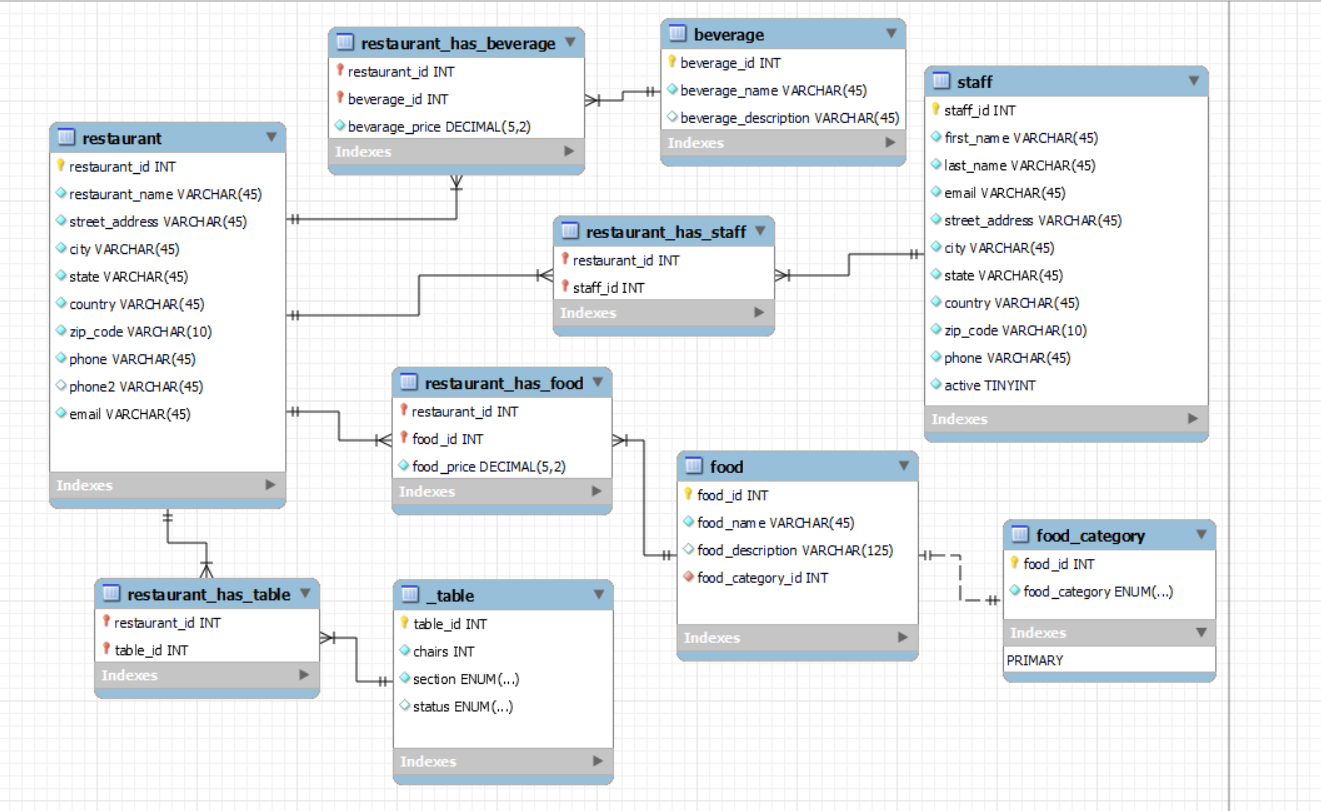 restaurant_has_beverage
restaurant_id INT
beverage_id INT
bevarage_price DECIMAL(5,2)
Indexes
beverage
beverage_id INT
beverage_name VARCHAR(45)
beverage_description VARCHAR(45)
Indexes
staff
staff_id INT
first_name VARCHAR(45)
last_name VARCHAR(45)
email VARCHAR(45)
street_address VARCHAR(45)
city VARCHAR(45)
state VARCHAR(45)
country VARCHAR(45)
zip_code VARCHAR(10)
phone VARCHAR(45)
active TINYINT
Indexes
restaurant
restaurant_id INT
restaurant_name VARCHAR(45)
street_address VARCHAR(45)
city VARCHAR(45)
state VARCHAR(45)
country VARCHAR(45)
zip_code VARCHAR(10)
phone VARCHAR(45)
phone2 VARCHAR(45)
email VARCHAR(45)
Indexes
restaurant_has_staff
restaurant_id INT
staff_id INT
Indexes
restaurant_has_food
restaurant_id INT
food_id INT
food_price DECIMAL(5,2)
Indexes
food
food_id INT
food_name VARCHAR(45)
food_description VARCHAR(125)
food_category_id INT
Indexes
food_category
food_id INT
food_category ENUM(...)
Indexes
PRIMARY
restaurant_has_table
restaurant_id INT
table_id INT
Indexes
_table
table_id INT
chairs INT
section ENUM(...)
status ENUM(...)
Indexes